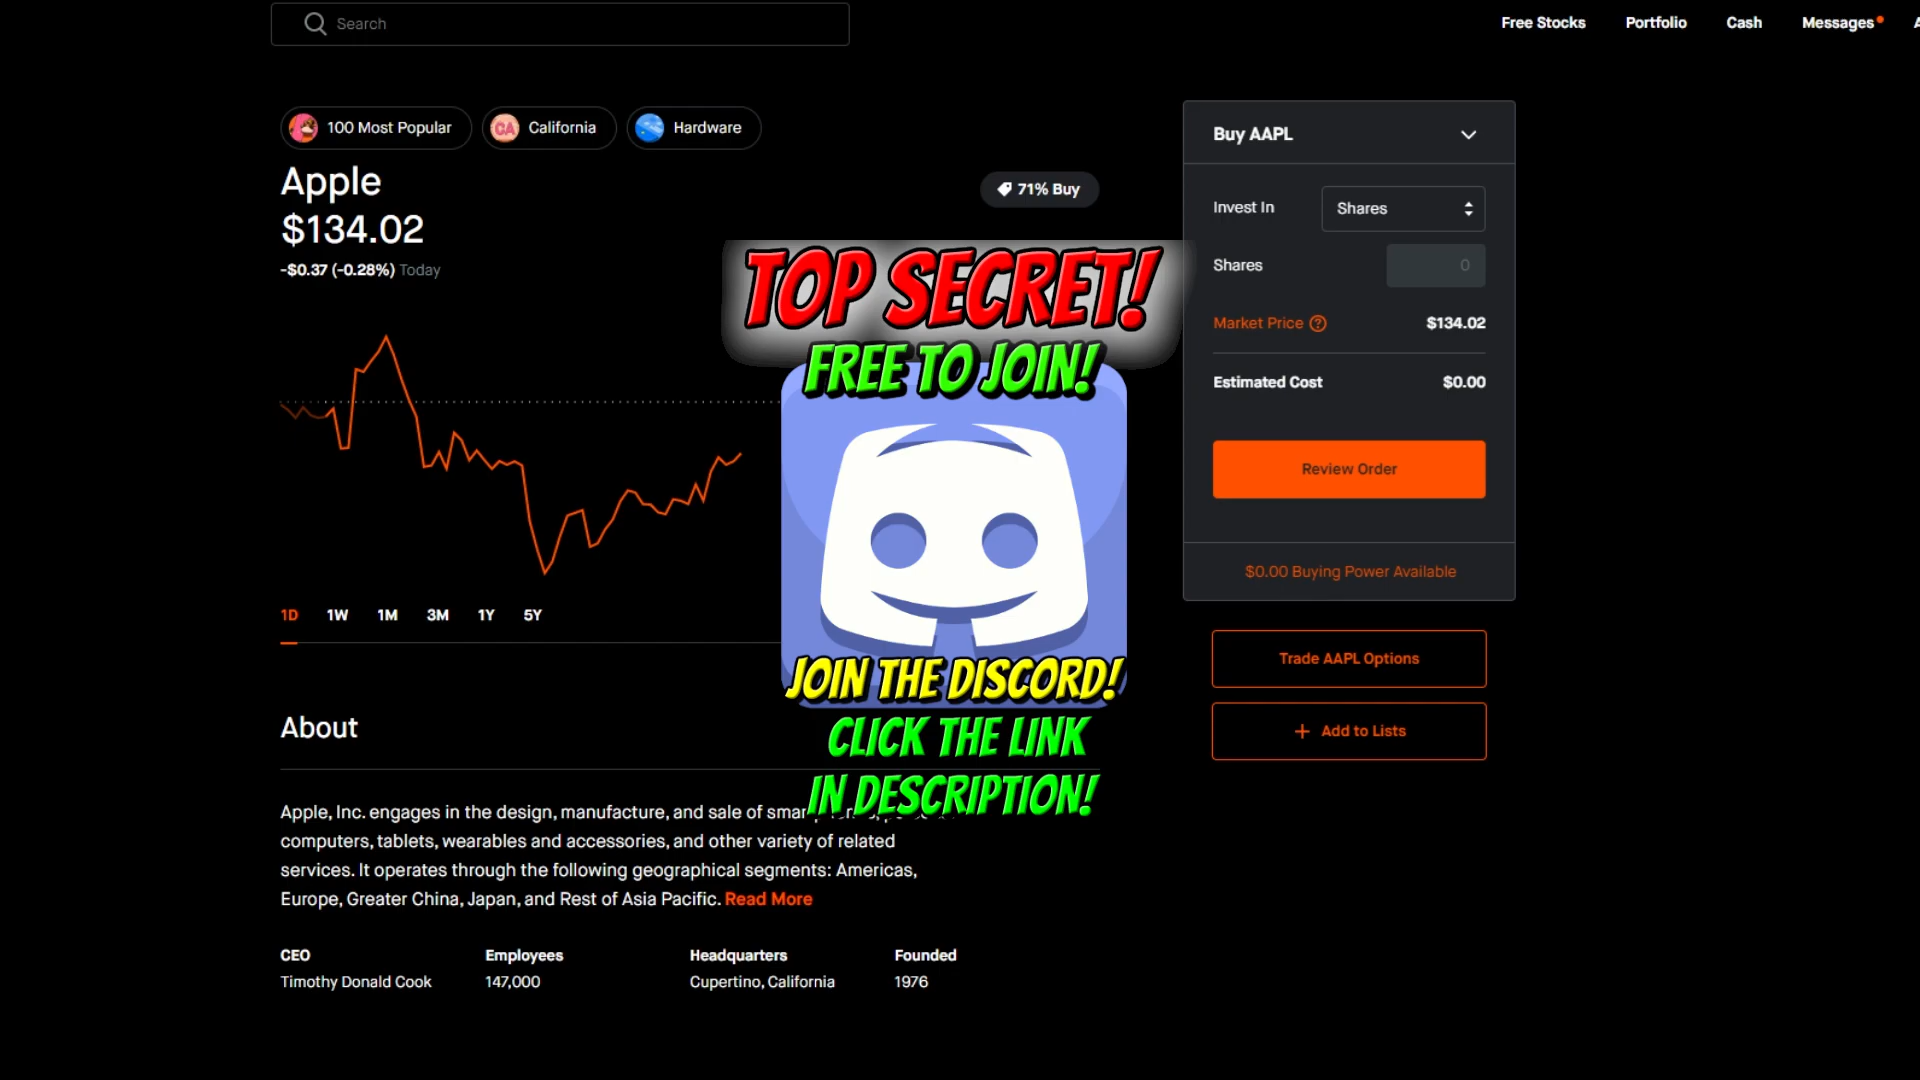 Search
Free Stocks
Portfolio
Cash
Messages
100 Most Popular
CA
California
Hardware
Apple
$134.02
-$0.37 (-0.28%) Today
71% Buy
TOP SECRET!
FREE TO JOIN!
JOIN THE DISCORD!
CLICK THE LINK
IN DESCRIPTION!
1D 1W 1M 3M 1Y 5Y
About
Apple, Inc. engages in the design, manufacture, and sale of
computers, tablets, wearables and accessories, and other variety of related
services. It operates through the following geographical segments: Americas,
Europe, Greater China, Japan, and Rest of Asia Pacific. Read More
CEO
Timothy Donald Cook
Employees
147,000
Headquarters
Cupertino, California
Founded
1976
Buy AAPL
Invest In Shares
Shares 0
Market Price ? $134.02
Estimated Cost $0.00
Review Order
$0.00 Buying Power Available
Trade AAPL Options
+ Add to Lists